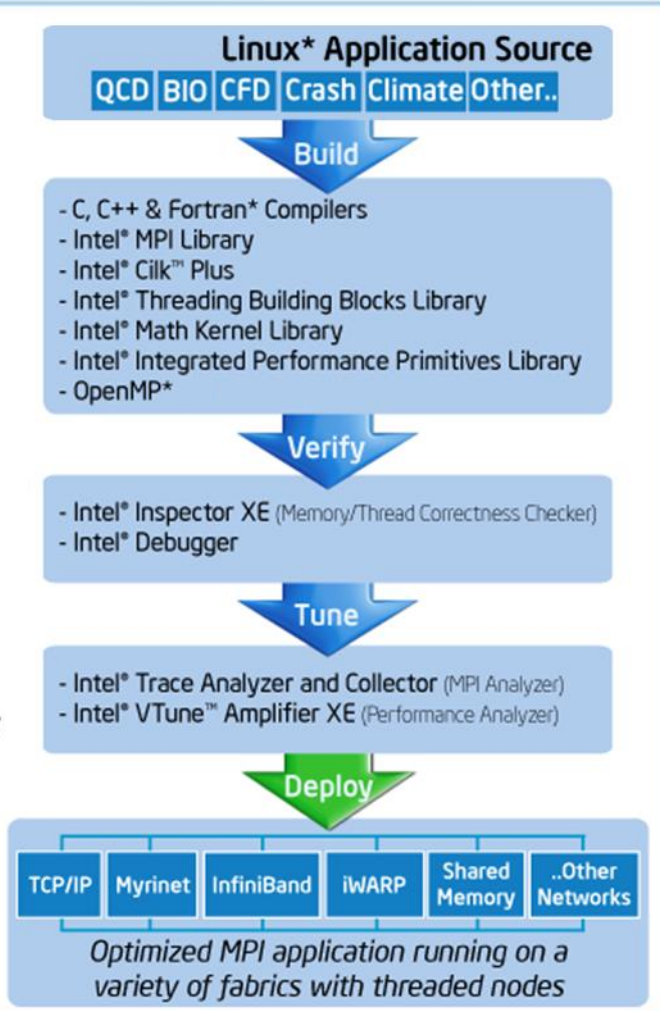 Linux* Application Source
QCD BIO CFD Crash Climate Other..
Build
- C, C++ & Fortran* Compilers
- Intel® MPI Library
- Intel® Cilk™ Plus
- Intel® Threading Building Blocks Library
- Intel® Math Kernel Library
- Intel® Integrated Performance Primitives Library
- OpenMP*
Verify
- Intel® Inspector XE (Memory/Thread Correctness Checker)
- Intel® Debugger
Tune
- Intel® Trace Analyzer and Collector (MPI Analyzer)
- Intel® VTune™ Amplifier XE (Performance Analyzer)
Deploy
TCP/IP Myrinet InfiniBand iWARP Shared Memory ..Other Networks
Optimized MPI application running on a
variety of fabrics with threaded nodes